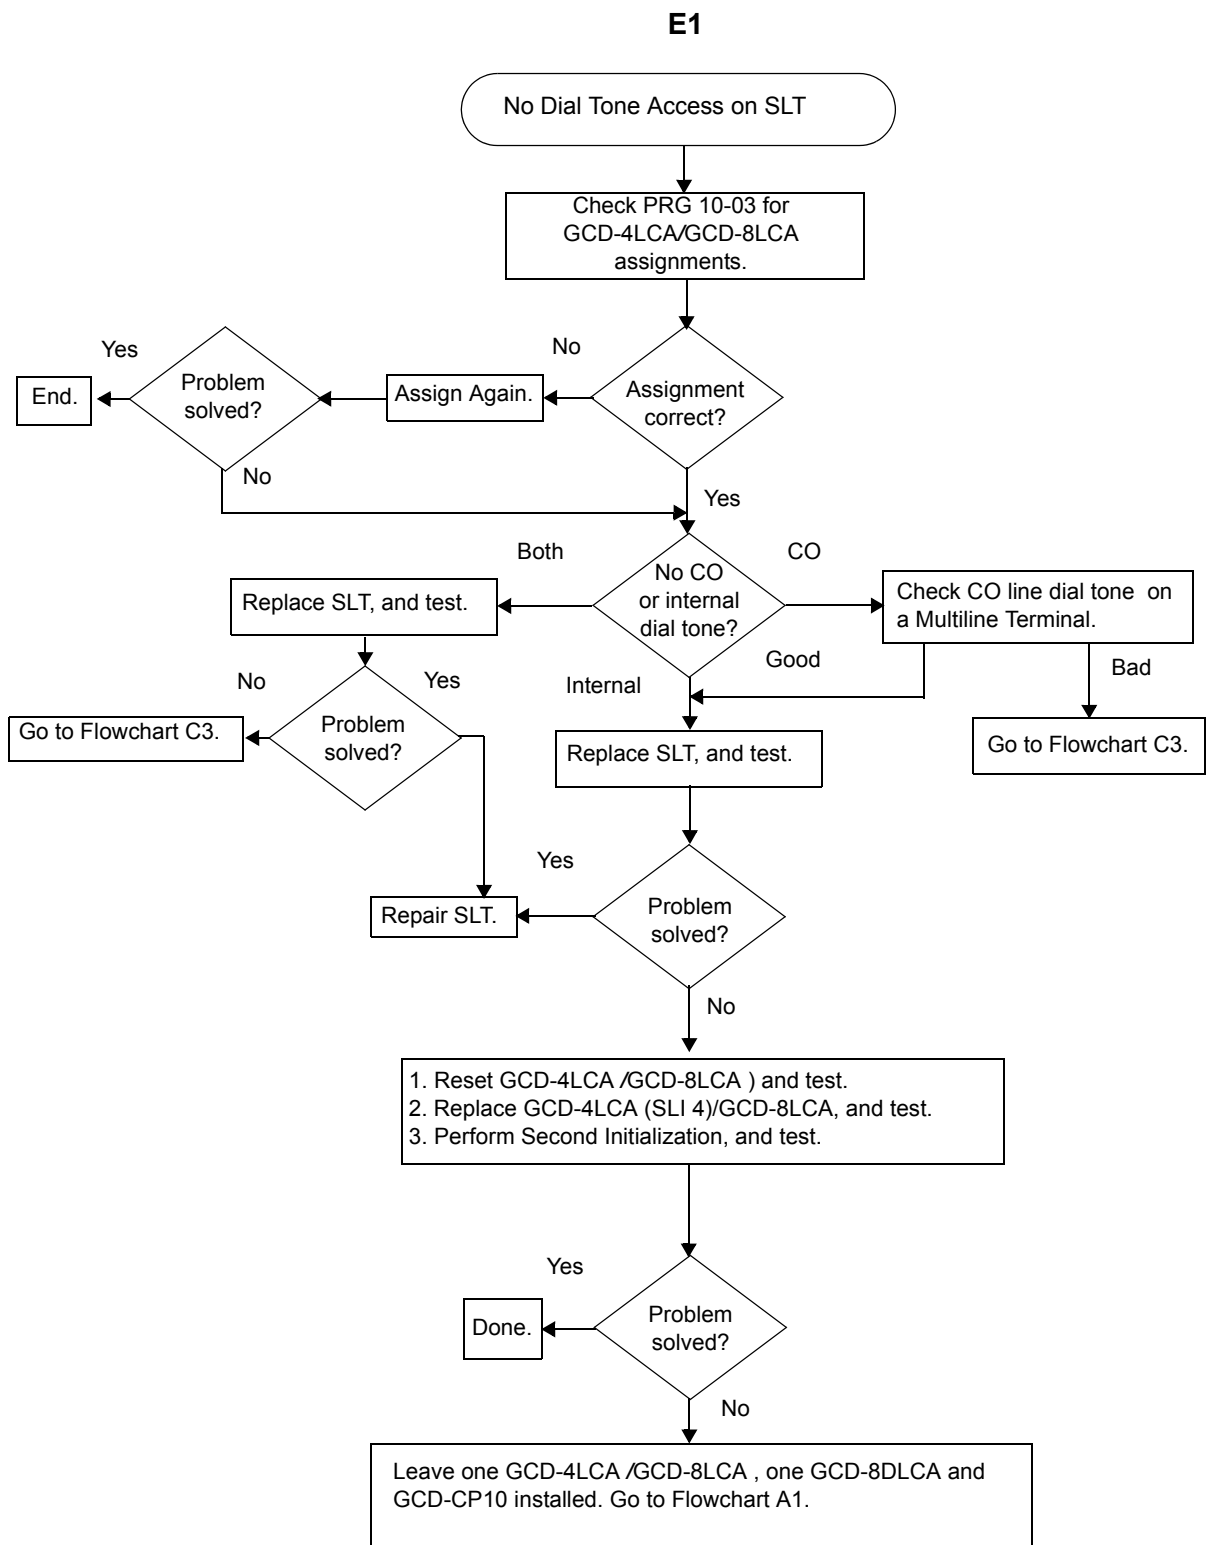 E1
No Dial Tone Access on SLT
Check PRG 10-03 for
GCD-4LCA/GCD-8LCA
assignments.
Yes
No
End.
Problem
solved?
Assign Again.
Assignment
correct?
No
Yes
Both
CO
No CO
or internal
dial tone?
Replace SLT, and test.
Check CO line dial tone  on
a Multiline Terminal.
Good
Bad
No
Yes
Internal
Go to Flowchart C3.
Problem
solved?
Replace SLT, and test.
Go to Flowchart C3.
Yes
Repair SLT.
Problem
solved?
No
1. Reset GCD-4LCA /GCD-8LCA ) and test.
2. Replace GCD-4LCA (SLI 4)/GCD-8LCA, and test.
3. Perform Second Initialization, and test.
Yes
Done.
Problem
solved?
No
Leave one GCD-4LCA /GCD-8LCA , one GCD-8DLCA and
GCD-CP10 installed. Go to Flowchart A1.